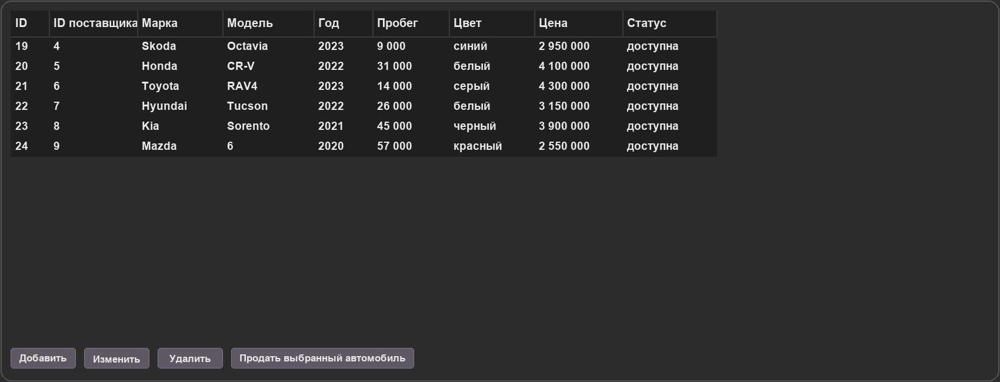 ID ID поставщика Марка Модель Год Пробег Цвет Цена Статус
19 4 Skoda Octavia 2023 9 000 синий 2 950 000 доступна
20 5 Honda CR-V 2022 31 000 белый 4 100 000 доступна
21 6 Toyota RAV4 2023 14 000 серый 4 300 000 доступна
22 7 Hyundai Tucson 2022 26 000 белый 3 150 000 доступна
23 8 Kia Sorento 2021 45 000 черный 3 900 000 доступна
24 9 Mazda 6 2020 57 000 красный 2 550 000 доступна
Добавить Изменить Удалить Продать выбранный автомобиль